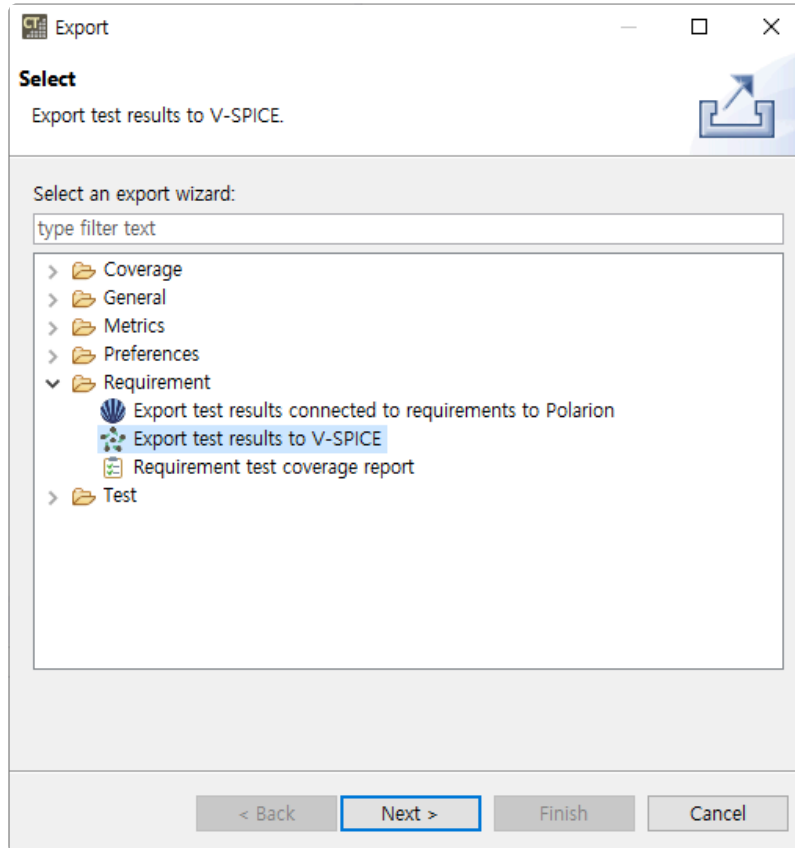 CT
Export
Select
Export test results to V-SPICE.
Select an export wizard:
type filter text
Coverage
General
Metrics
Preferences
Requirement
Export test results connected to requirements to Polarion
Export test results to V-SPICE
Requirement test coverage report
Test
< Back Next > Finish Cancel